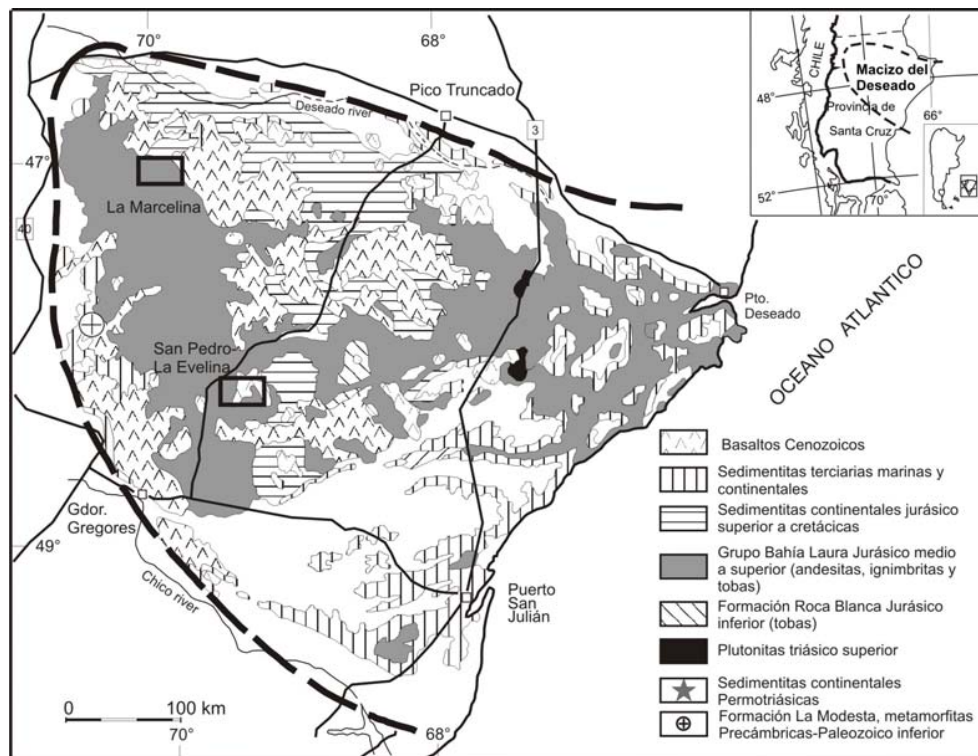 70°
68°
Pico Truncado
Deseado river
3
47°
La Marcelina
40
San Pedro-
La Evelina
Pto.
Deseado
OCEANO ATLANTICO
Gdor.
Gregores
49°
Chico river
Puerto
San
Julián
0 100 km
70°
68°
CHILE
Macizo del
Deseado
48°
Provincia de
Santa Cruz
66°
52°
70°
Basaltos Cenozoicos
Sedimentitas terciarias marinas y
continentales
Sedimentitas continentales jurásico
superior a cretácicas
Grupo Bahía Laura Jurásico medio
a superior (andesitas, ignimbritas y
tobas)
Formación Roca Blanca Jurásico
inferior (tobas)
Plutonitas triásico superior
Sedimentitas continentales
Permotriásicas
Formación La Modesta, metamorfitas
Precámbricas-Paleozoico inferior